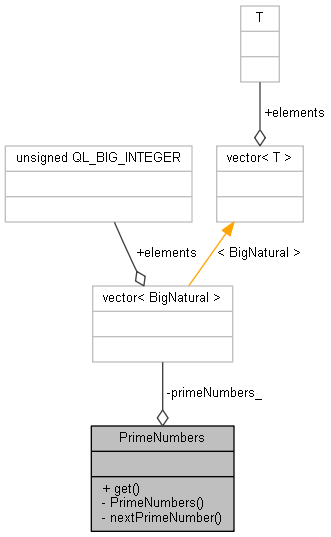 T
+elements
unsigned QL_BIG_INTEGER
vector< T >
+elements
< BigNatural >
vector< BigNatural >
-primeNumbers_
PrimeNumbers
+ get()
- PrimeNumbers()
- nextPrimeNumber()